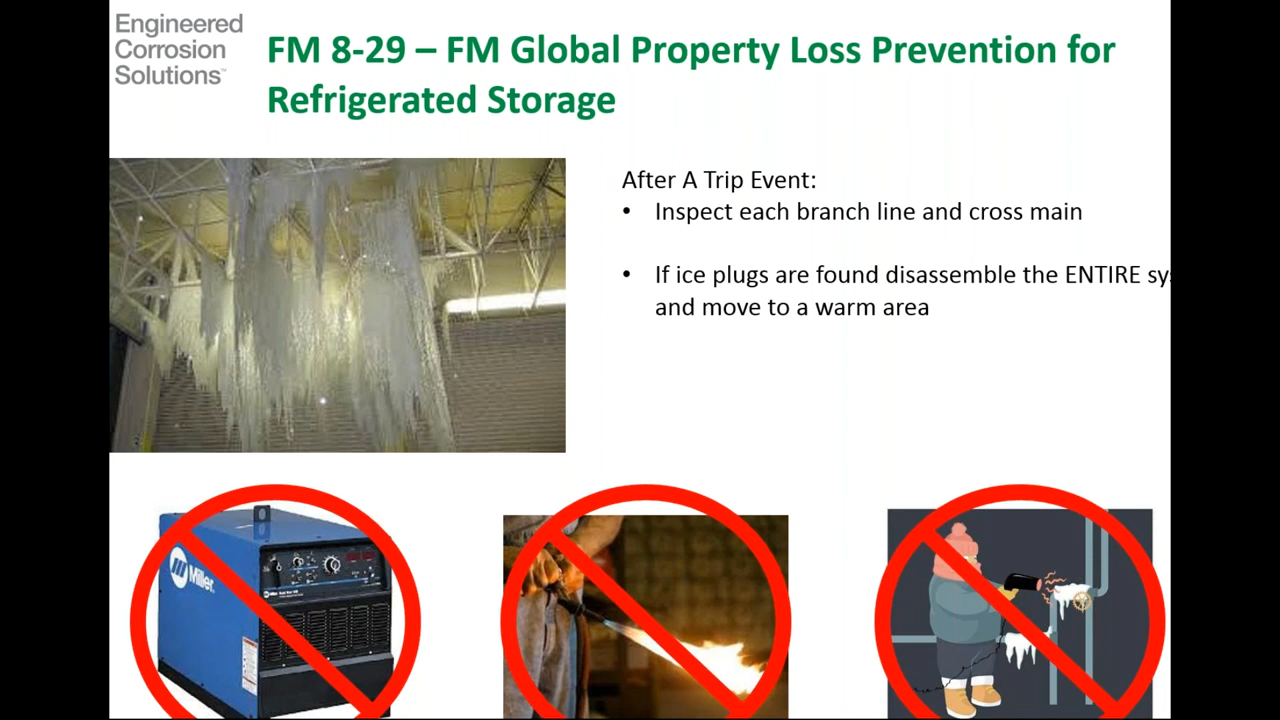 Engineered
Corrosion
Solutions™
FM 8-29 – FM Global Property Loss Prevention for
Refrigerated Storage
After A Trip Event:
• Inspect each branch line and cross main
• If ice plugs are found disassemble the ENTIRE sy
and move to a warm area
Miller